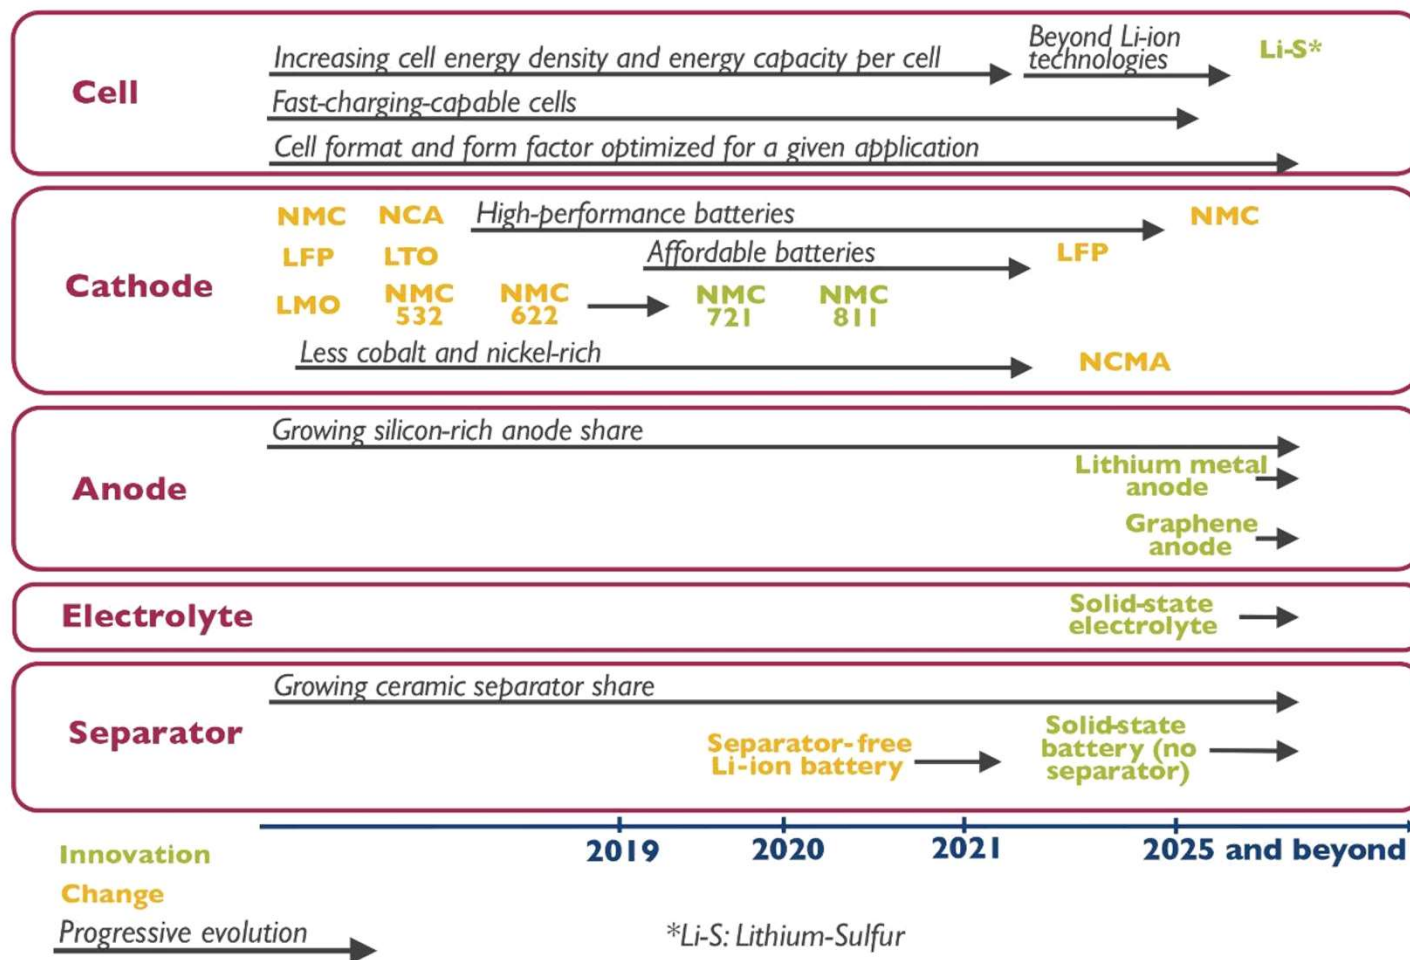 Cell
Increasing cell energy density and energy capacity per cell
Beyond Li-ion
technologies
Li-S*
Fast-charging-capable cells
Cell format and form factor optimized for a given application
Cathode
NMC NCA
High-performance batteries
NMC
LFP LTO
Affordable batteries
LFP
LMO
NMC
532
NMC
622
NMC
721
NMC
811
Less cobalt and nickel-rich
NCMA
Anode
Growing silicon-rich anode share
Lithium metal
anode
Graphene
anode
Electrolyte
Solid-state
electrolyte
Separator
Growing ceramic separator share
Separator-free
Li-ion battery
Solid-state
battery (no
separator)
2019 2020 2021 2025 and beyond
Innovation
Change
Progressive evolution
*Li-S: Lithium-Sulfur